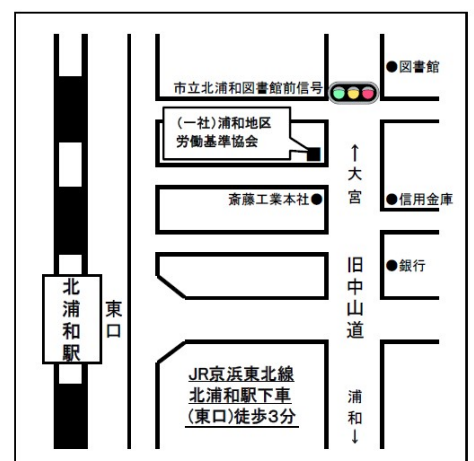 ●図書館
市立北浦和図書館前信号
(一社)浦和地区
労働基準協会
↑大宮
斎藤工業本社●
●信用金庫
●銀行
旧中山道
北浦和駅
東口
JR京浜東北線
北浦和駅下車
(東口)徒歩3分
浦和↓